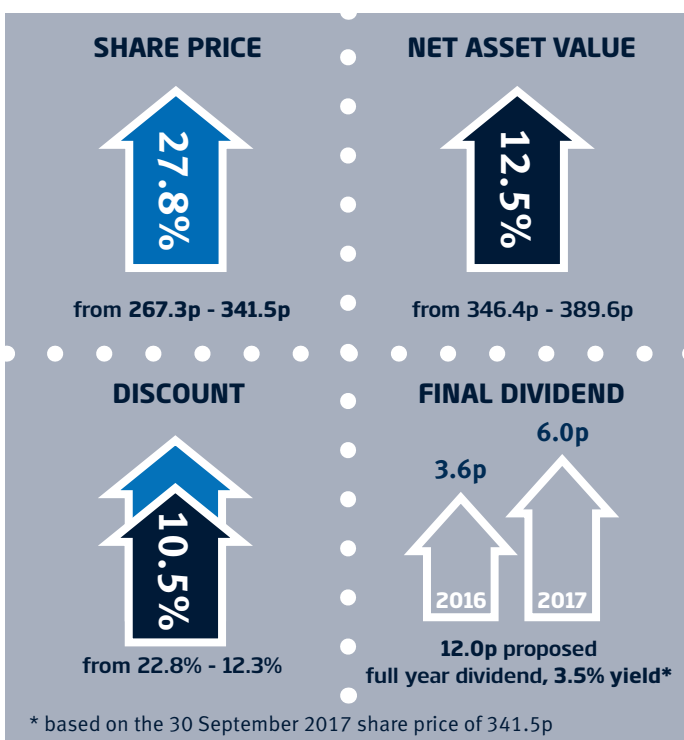 SHARE PRICE
27.8%
from 267.3p - 341.5p
NET ASSET VALUE
12.5%
from 346.4p - 389.6p
DISCOUNT
10.5%
from 22.8% - 12.3%
FINAL DIVIDEND
3.6p
6.0p
2016
2017
12.0p proposed
full year dividend, 3.5% yield*
* based on the 30 September 2017 share price of 341.5p